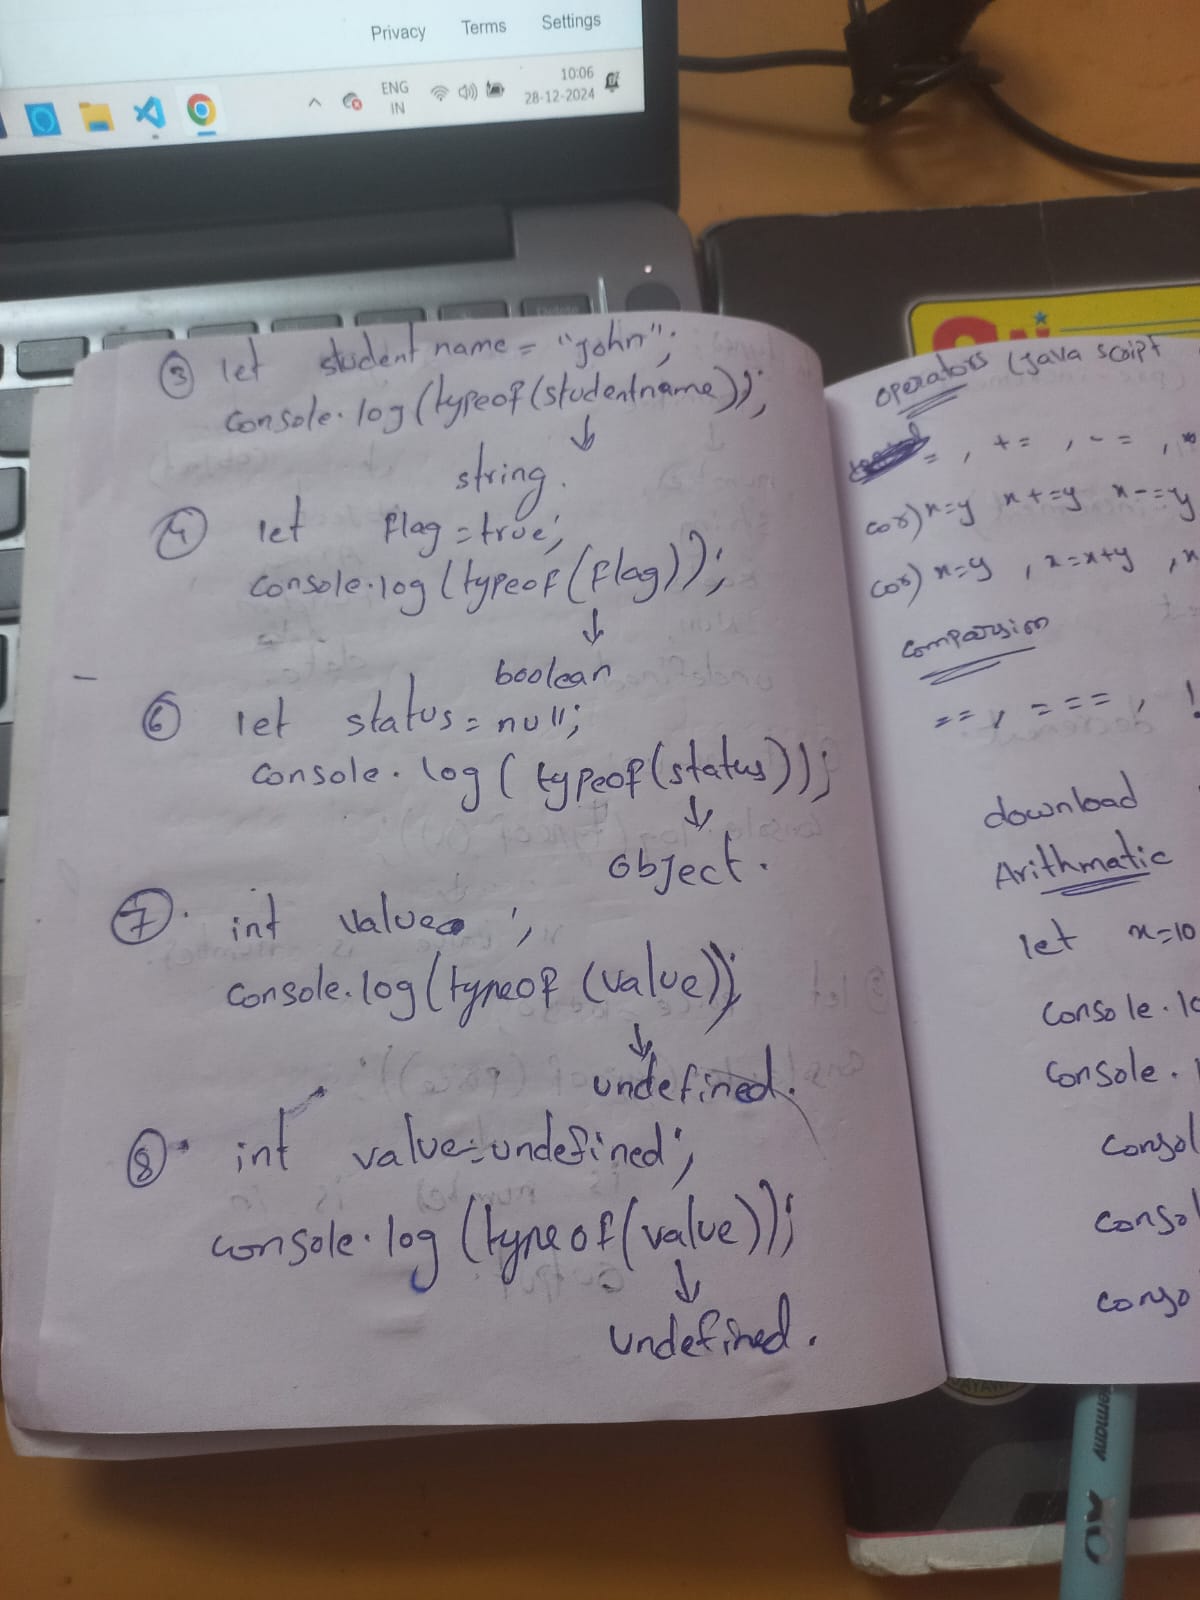 Privacy Terms Settings
ENG
IN
10:06
28-12-2024
③ let student name = "john";
console.log(typeof(studentname));
↓
string.
④ let flag=true;
console.log(typeof(flag));
↓
boolean
⑥ let status=null;
console.log(typeof(status));
↓
object.
⑦. int value ;
console.log(typeof (value));
↓
undefined.
⑧ int value=undefined;
console.log(typeof(value));
↓
undefined.
operators (java script
= , += , -= ,
(or) x=y x+=y x-=y
(or) x=y , x=x+y , x
comparsion
== , === , !
download
Arithmatic
let x=10
console.lo
console.
consol
consol
conso
ermany
XO